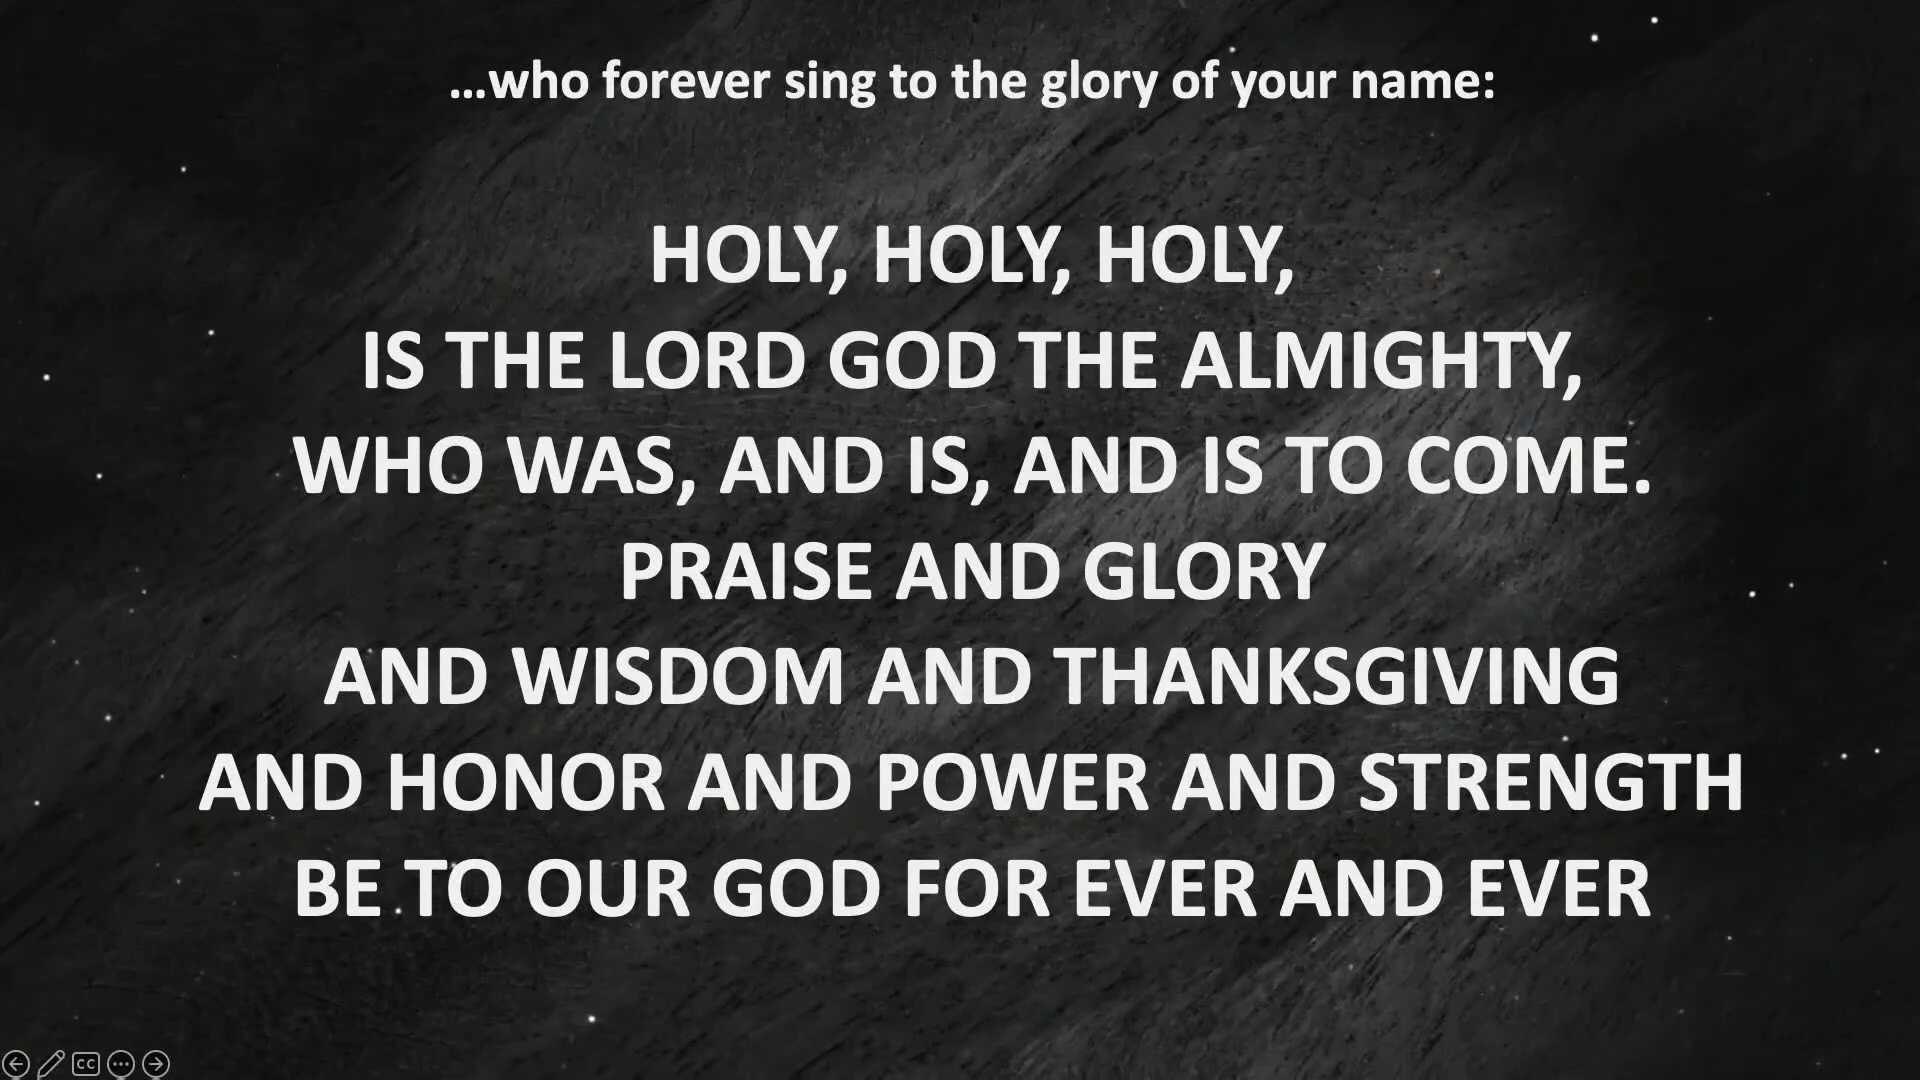 ...who forever sing to the glory of your name:
HOLY, HOLY, HOLY,
IS THE LORD GOD THE ALMIGHTY,
WHO WAS, AND IS, AND IS TO COME.
PRAISE AND GLORY
AND WISDOM AND THANKSGIVING
AND HONOR AND POWER AND STRENGTH
BE TO OUR GOD FOR EVER AND EVER
CC